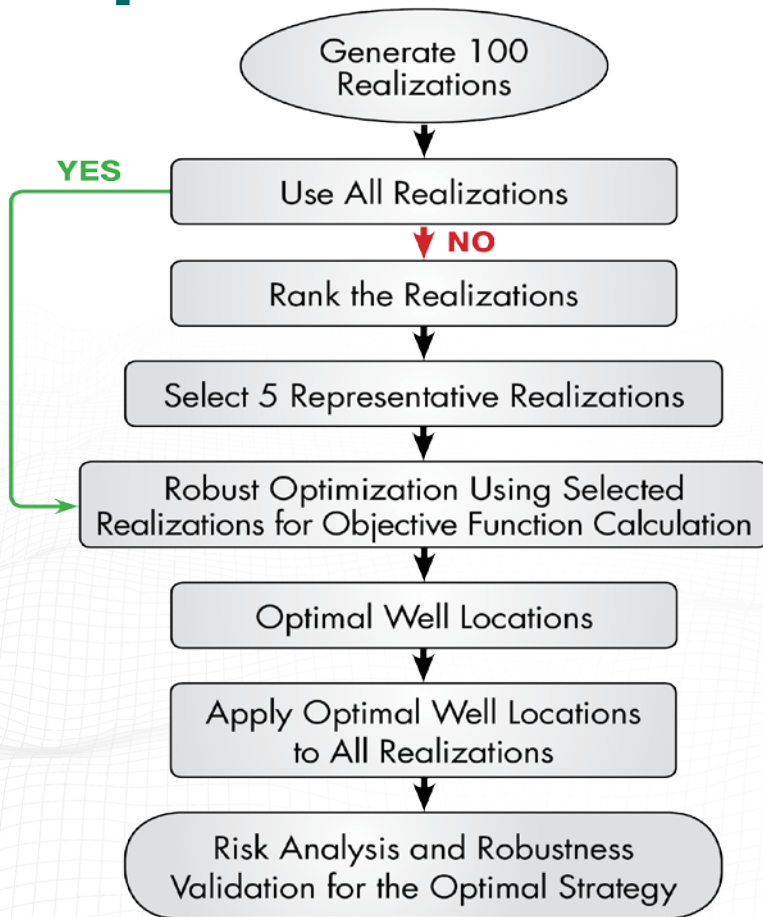 Generate 100
Realizations
YES
Use All Realizations
NO
Rank the Realizations
Select 5 Representative Realizations
Robust Optimization Using Selected
Realizations for Objective Function Calculation
Optimal Well Locations
Apply Optimal Well Locations
to All Realizations
Risk Analysis and Robustness
Validation for the Optimal Strategy